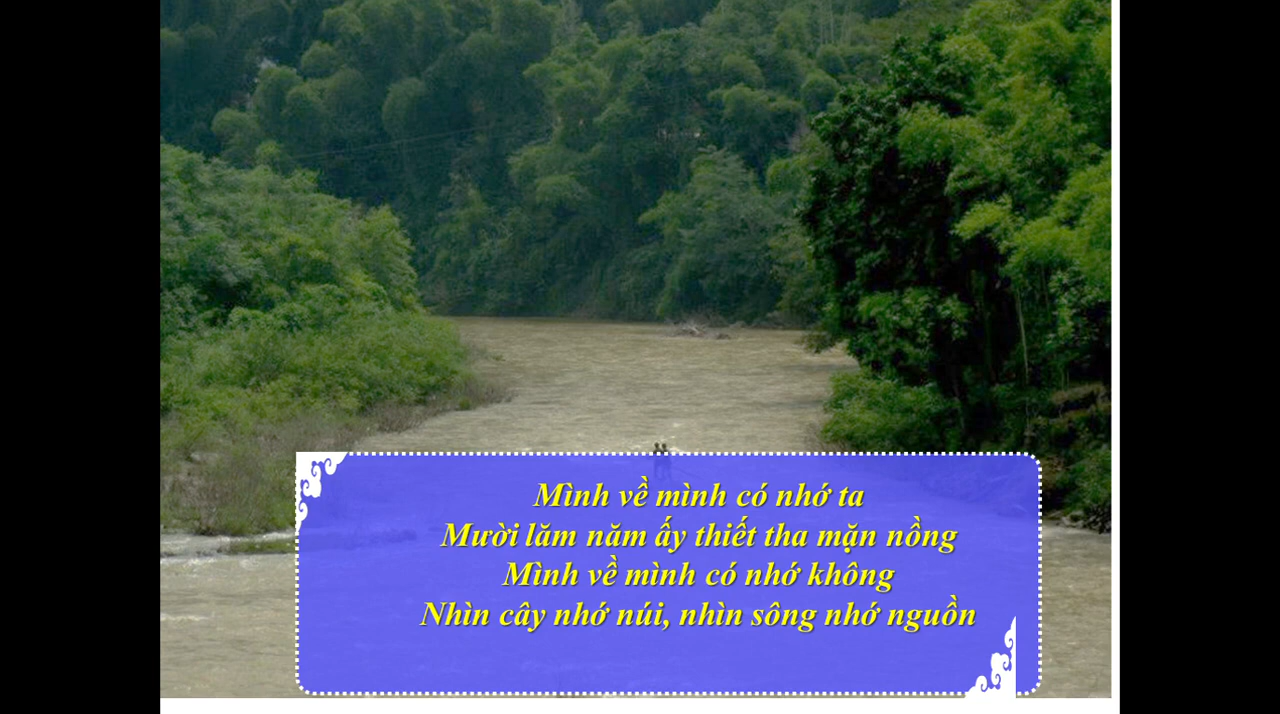 Mình về mình có nhớ ta
Mười lăm năm ấy thiết tha mặn nồng
Mình về mình có nhớ không
Nhìn cây nhớ núi, nhìn sông nhớ nguồn